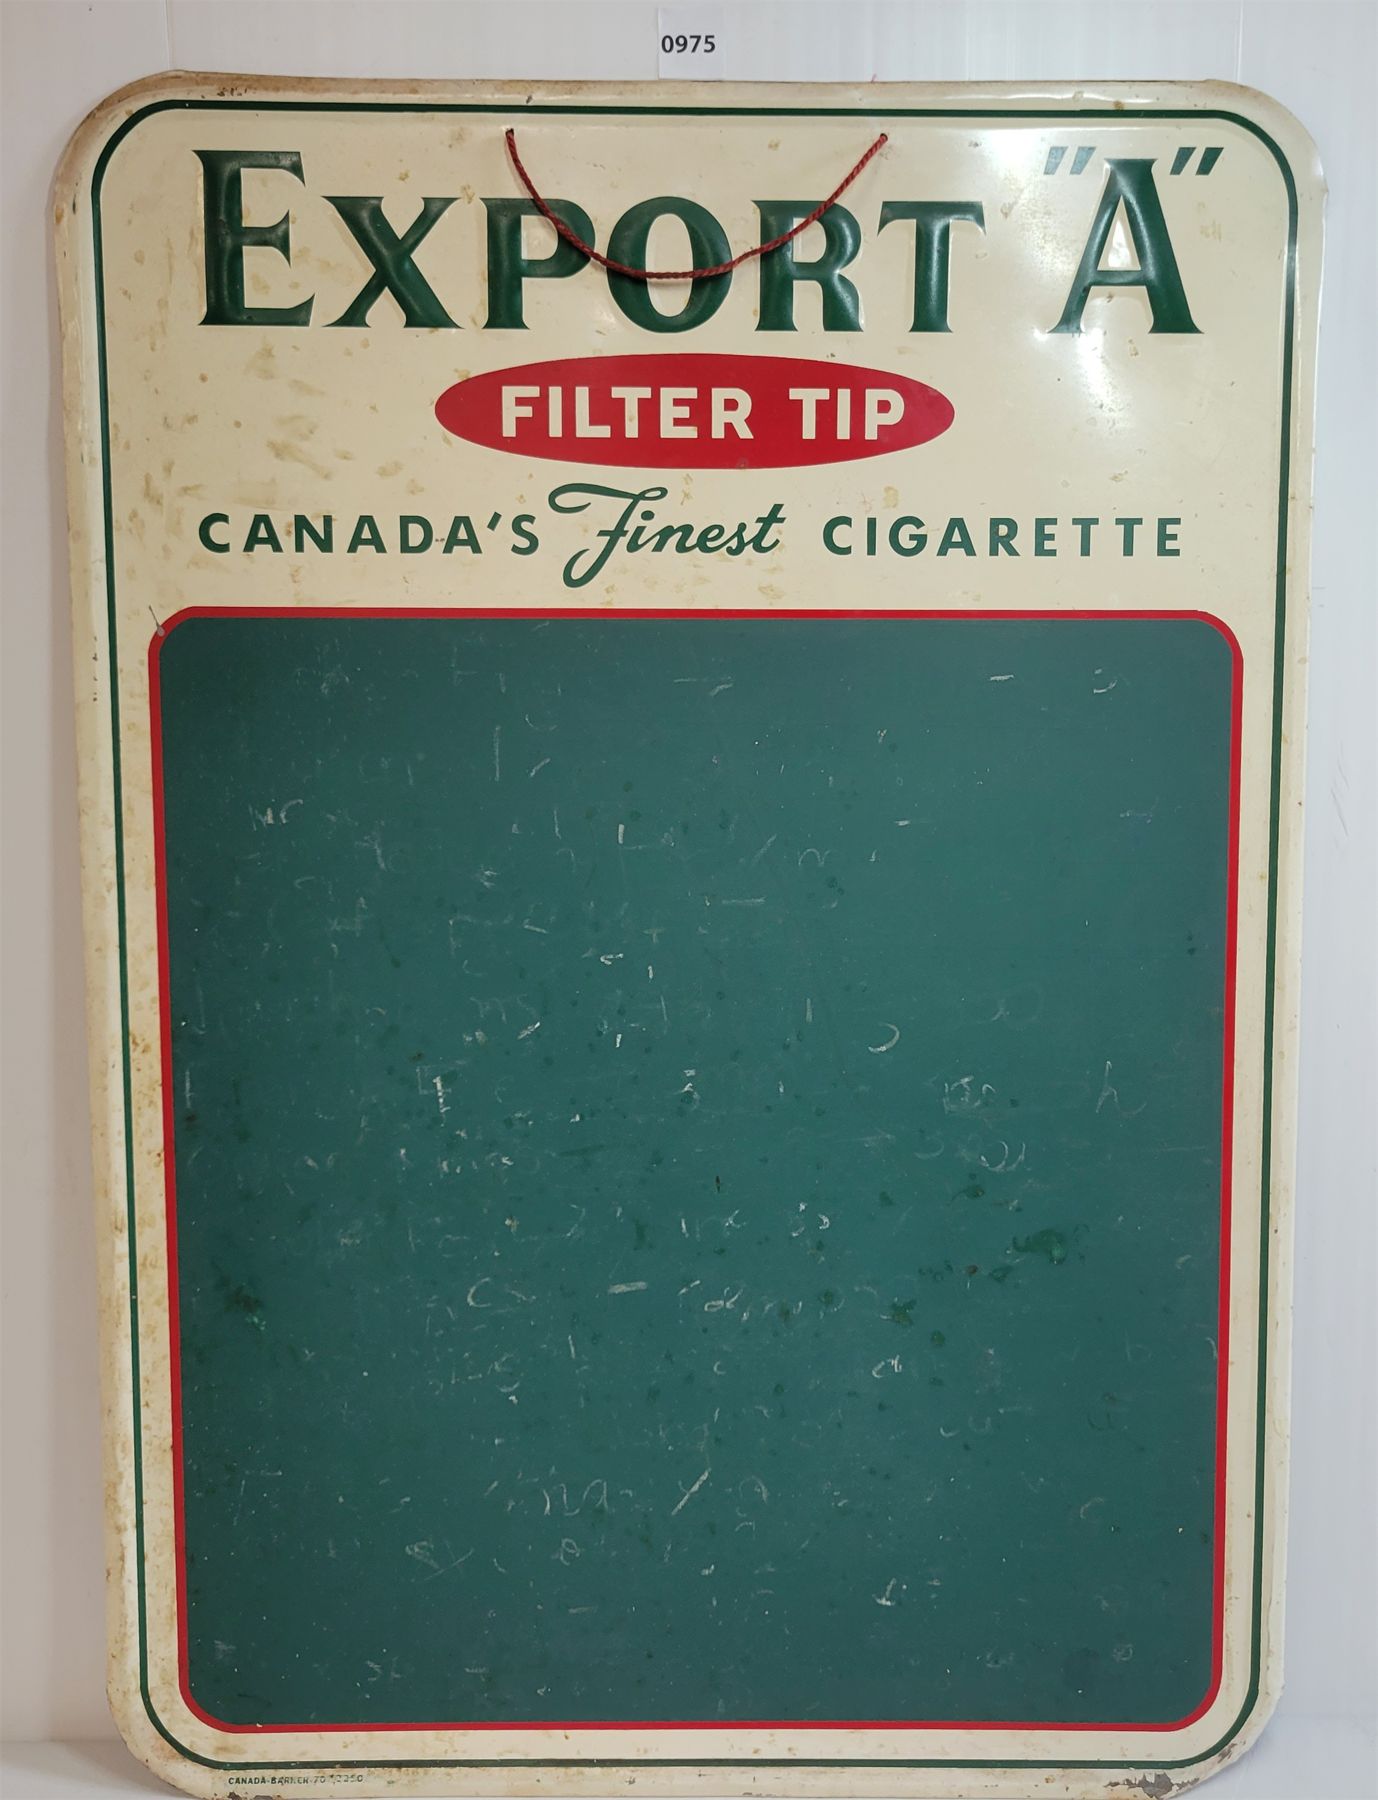 0975
EXPORT "A"
FILTER TIP
CANADA'S Finest CIGARETTE